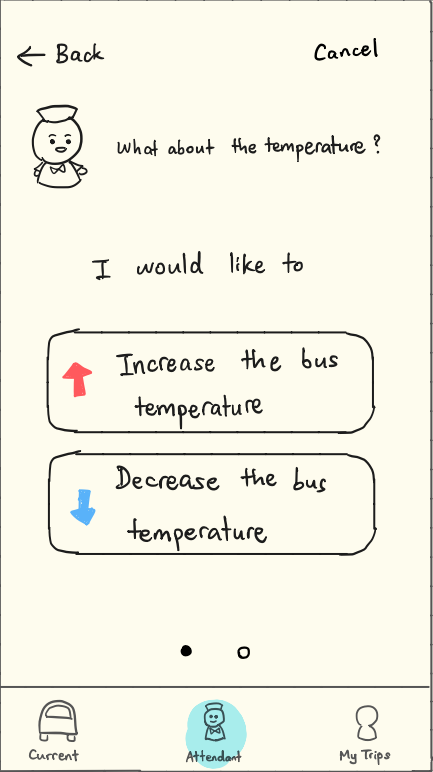 ← Back
Cancel
What about the temperature?
I would like to
Increase the bus
temperature
Decrease the bus
temperature
Current
Attendant
My Trips